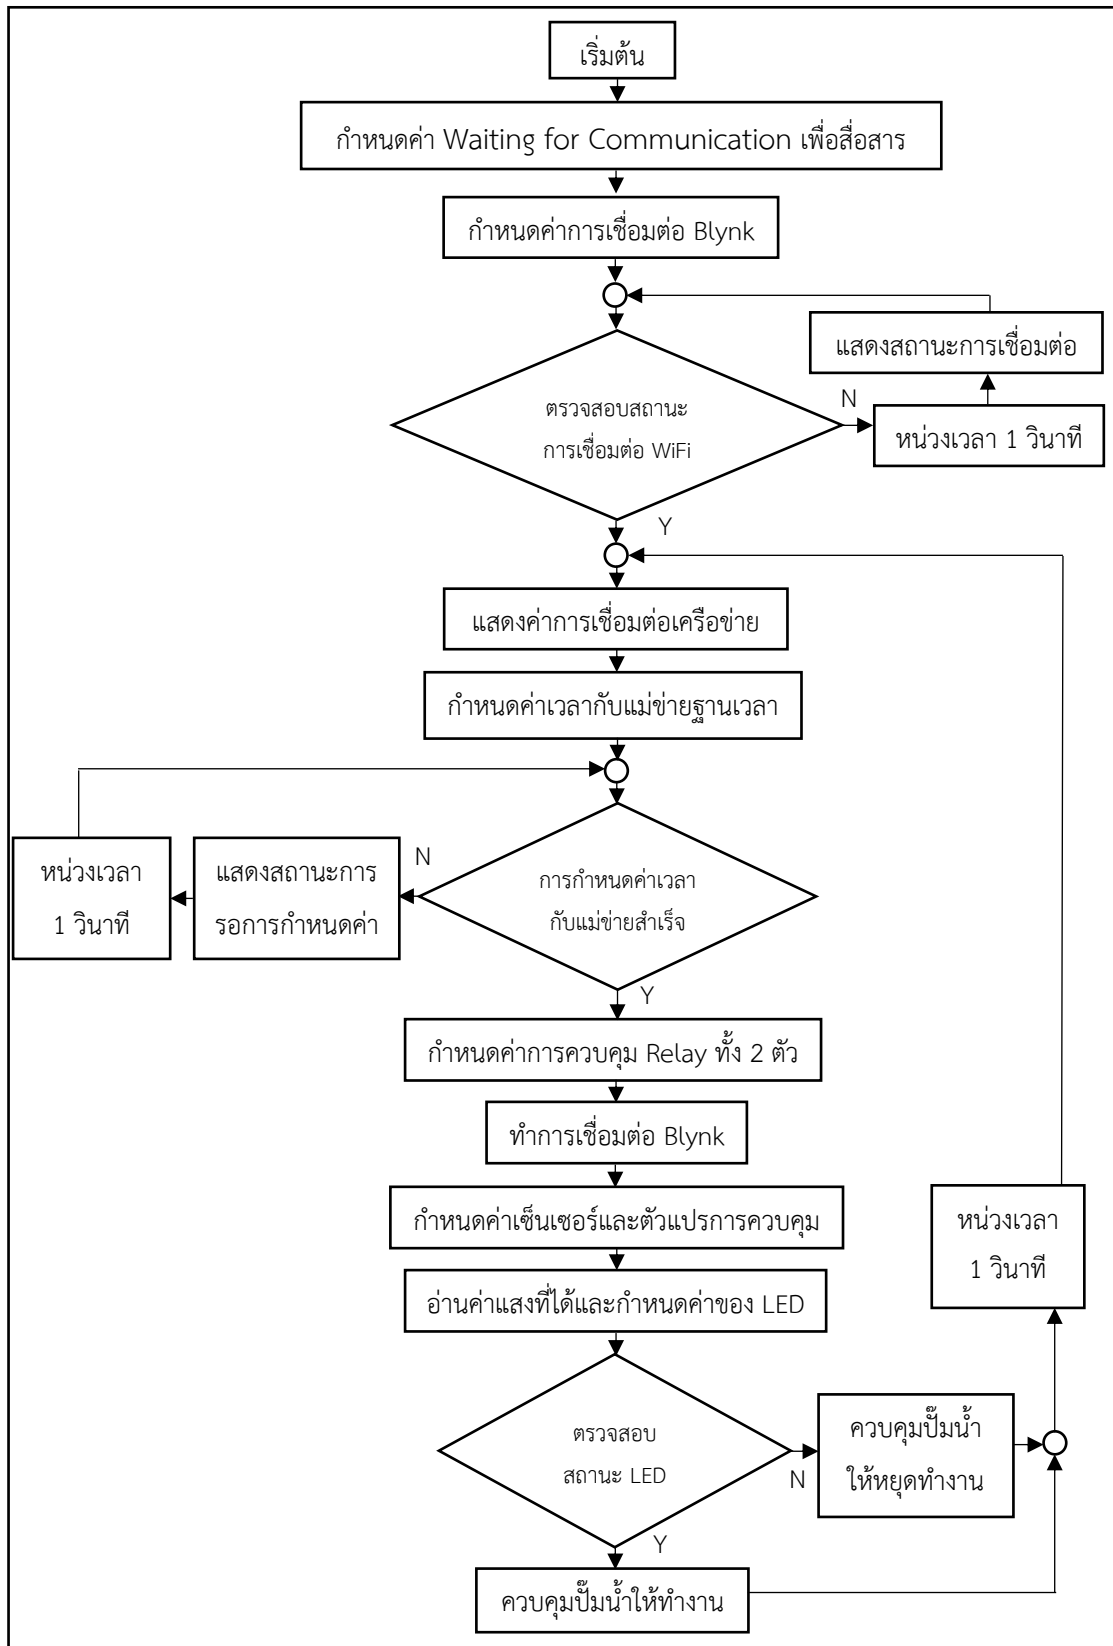 เริ่มต้น
กำหนดค่า Waiting for Communication เพื่อสื่อสาร
กำหนดค่าการเชื่อมต่อ Blynk
แสดงสถานะการเชื่อมต่อ
ตรวจสอบสถานะ
การเชื่อมต่อ WiFi
N
หน่วงเวลา 1 วินาที
Y
แสดงค่าการเชื่อมต่อเครือข่าย
กำหนดค่าเวลากับแม่ข่ายฐานเวลา
หน่วงเวลา
1 วินาที
แสดงสถานะการ
รอการกำหนดค่า
N
การกำหนดค่าเวลา
กับแม่ข่ายสำเร็จ
Y
กำหนดค่าการควบคุม Relay ทั้ง 2 ตัว
ทำการเชื่อมต่อ Blynk
กำหนดค่าเซ็นเซอร์และตัวแปรการควบคุม
หน่วงเวลา
1 วินาที
อ่านค่าแสงที่ได้และกำหนดค่าของ LED
ตรวจสอบ
สถานะ LED
N
ควบคุมปั๊มน้ำ
ให้หยุดทำงาน
Y
ควบคุมปั๊มน้ำให้ทำงาน